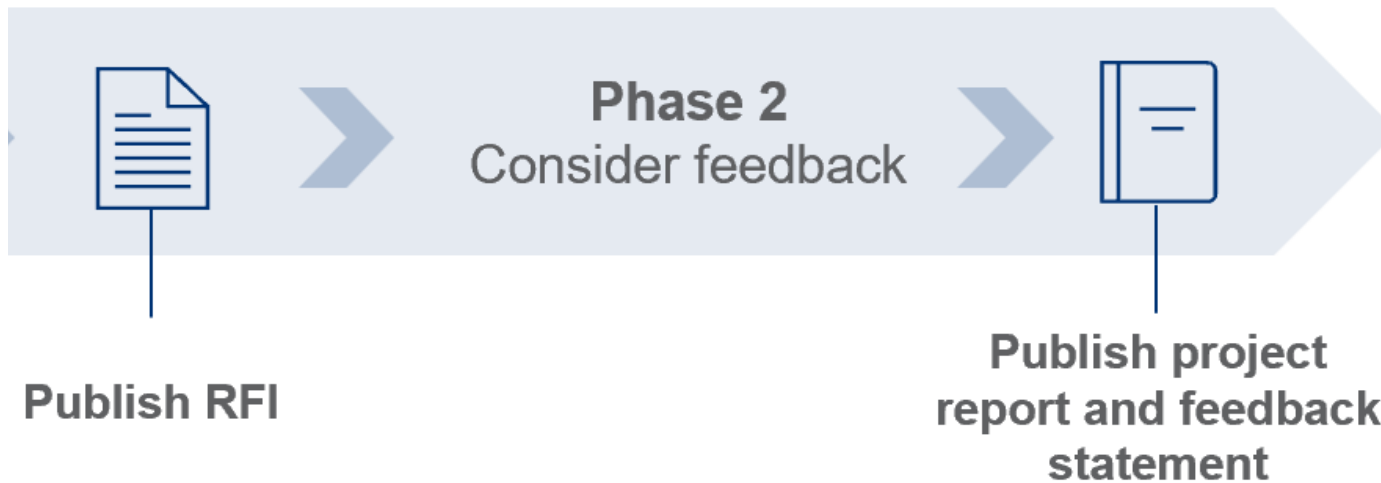 Phase 2
Consider feedback
Publish RFI
Publish project
report and feedback
statement